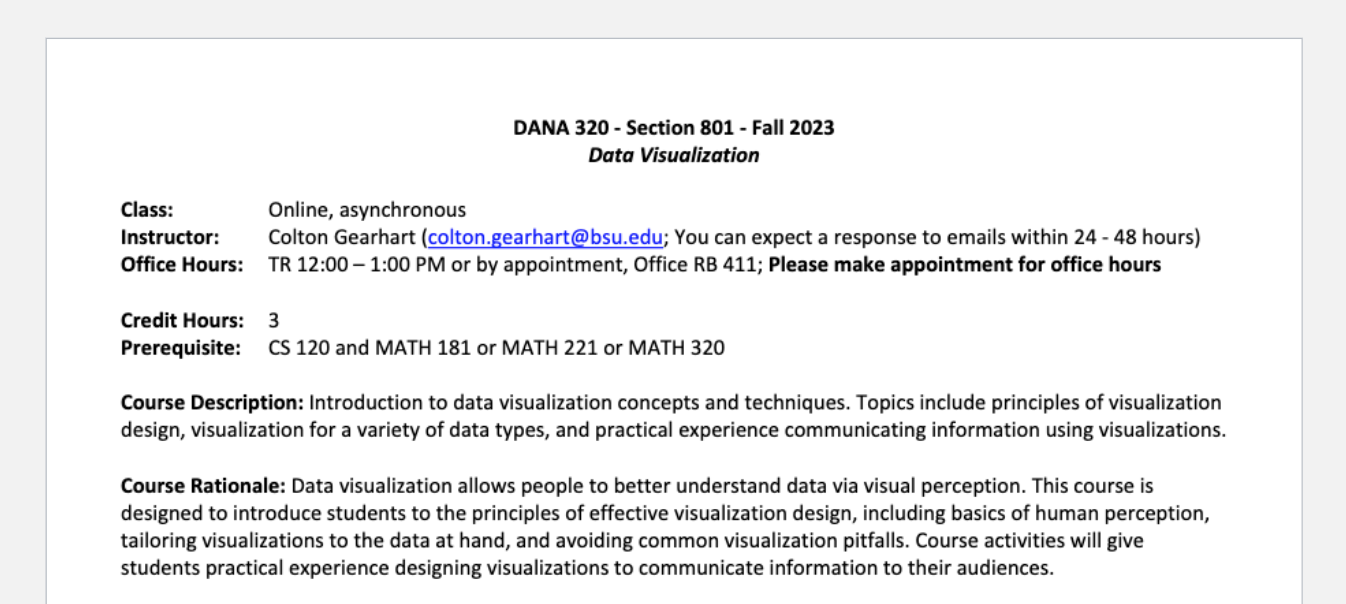 DANA 320 - Section 801 - Fall 2023
Data Visualization
Class: Online, asynchronous
Instructor: Colton Gearhart (colton.gearhart@bsu.edu; You can expect a response to emails within 24 - 48 hours)
Office Hours: TR 12:00 – 1:00 PM or by appointment, Office RB 411; Please make appointment for office hours
Credit Hours: 3
Prerequisite: CS 120 and MATH 181 or MATH 221 or MATH 320
Course Description: Introduction to data visualization concepts and techniques. Topics include principles of visualization
design, visualization for a variety of data types, and practical experience communicating information using visualizations.
Course Rationale: Data visualization allows people to better understand data via visual perception. This course is
designed to introduce students to the principles of effective visualization design, including basics of human perception,
tailoring visualizations to the data at hand, and avoiding common visualization pitfalls. Course activities will give
students practical experience designing visualizations to communicate information to their audiences.